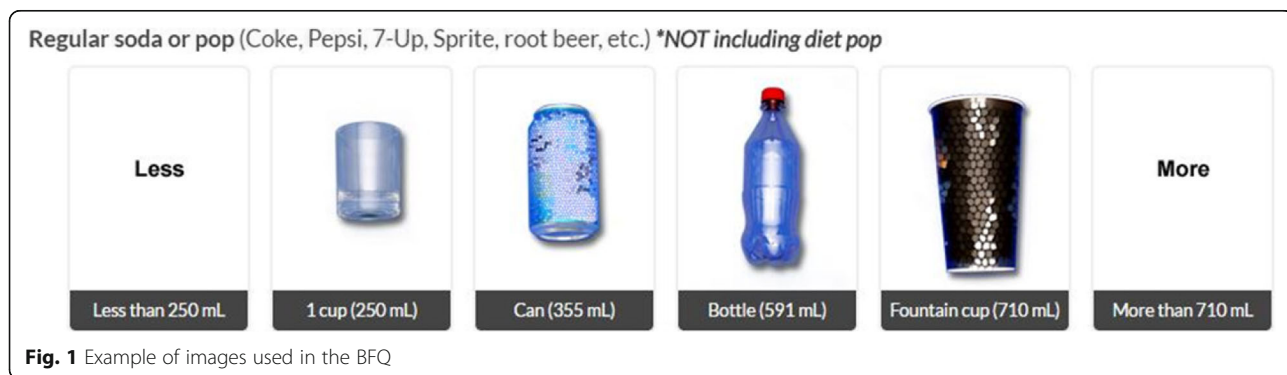 Regular soda or pop (Coke, Pepsi, 7-Up, Sprite, root beer, etc.) *NOT including diet pop
Less
More
Less than 250 mL
1 cup (250 mL)
Can (355 mL)
Bottle (591 mL)
Fountain cup (710 mL)
More than 710 mL
Fig. 1 Example of images used in the BFQ